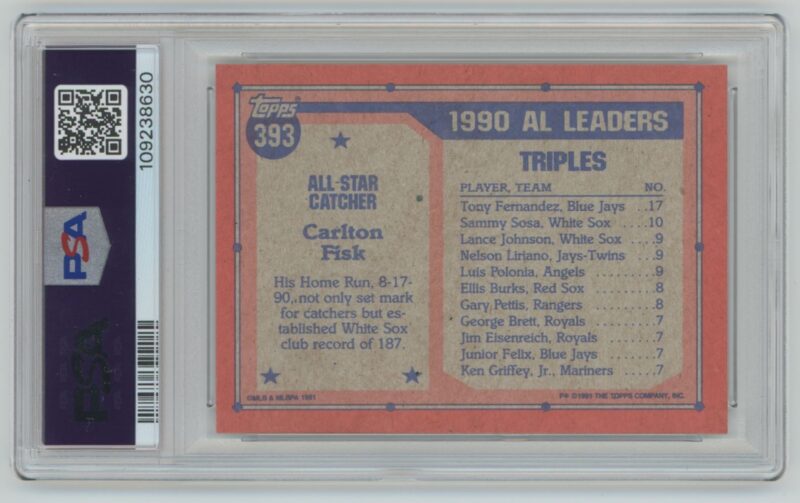 PSA
109238630
PSA
Topps
393
ALL-STAR
CATCHER
Carlton
Fisk
His Home Run, 8-17-
90, not only set mark
for catchers but es-
tablished White Sox
club record of 187.
©MLB & MLBPA 1991
1990 AL LEADERS
TRIPLES
PLAYER, TEAM NO.
Tony Fernandez, Blue Jays ..17
Sammy Sosa, White Sox ....10
Lance Johnson, White Sox ....9
Nelson Liriano, Jays-Twins ...9
Luis Polonia, Angels ........9
Ellis Burks, Red Sox ........8
Gary Pettis, Rangers ........8
George Brett, Royals .......7
Jim Eisenreich, Royals ......7
Junior Felix, Blue Jays ......7
Ken Griffey, Jr., Mariners ....7
©1991 THE TOPPS COMPANY, INC.